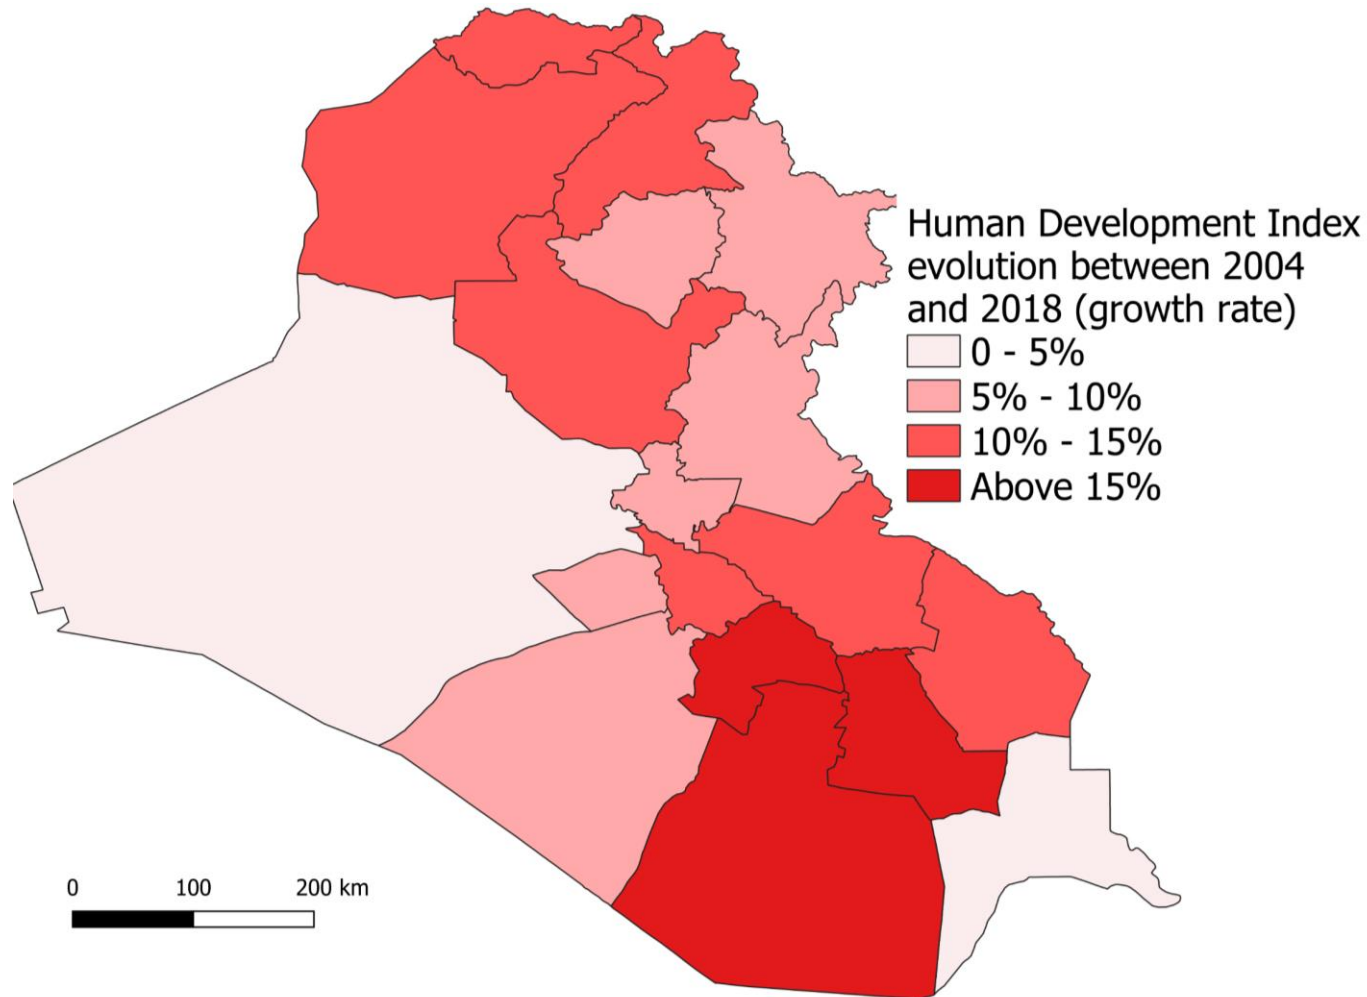 Human Development Index
evolution between 2004
and 2018 (growth rate)
0 - 5%
5% - 10%
10% - 15%
Above 15%
0 100 200 km